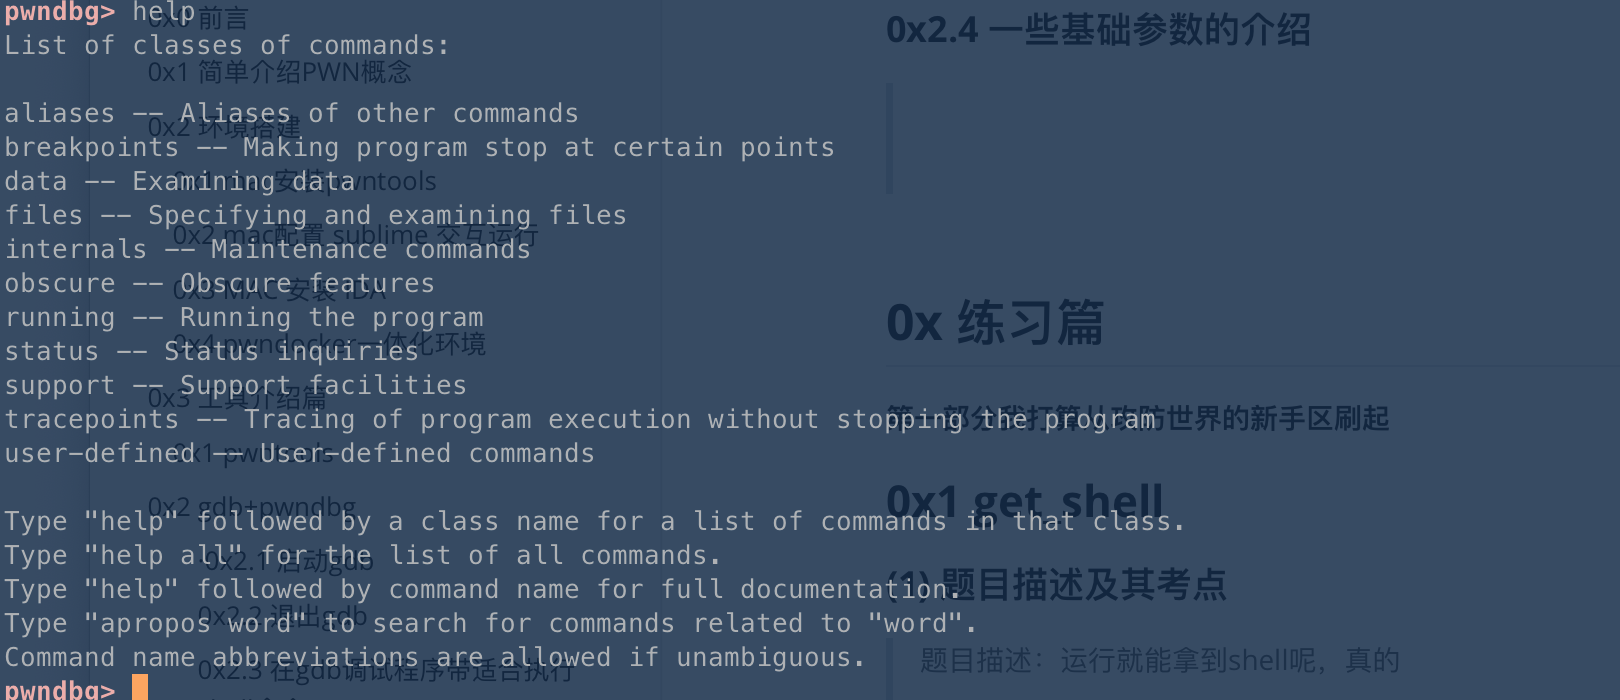 pwndbg> help
List of classes of commands:
aliases -- Aliases of other commands
breakpoints -- Making program stop at certain points
data -- Examining data
files -- Specifying and examining files
internals -- Maintenance commands
obscure -- Obscure features
running -- Running the program
status -- Status inquiries
support -- Support facilities
tracepoints -- Tracing of program execution without stopping the program
user-defined -- User-defined commands
Type "help" followed by a class name for a list of commands in that class.
Type "help all" for the list of all commands.
Type "help" followed by command name for full documentation.
Type "apropos word" to search for commands related to "word".
Command name abbreviations are allowed if unambiguous.
pwndbg>
0x0 前言
0x1 简单介绍PWN概念
0x2 环境搭建
安装pwntools
0x2 mac配置 sublime 交互运行
0x3 MAC 安装 IDA
0x4 pwndocker一体化环境
0x3 工具介绍篇
0x1 pwntools
0x2 gdb+pwndbg
0x2.1 启动gdb
0x2.2 退出gdb
0x2.3 在gdb调试程序带适合执行
0x2.4 一些基础参数的介绍
0x 练习篇
第一部分我打算从攻防世界的新手区刷起
0x1 get_shell
(1) 题目描述及其考点
题目描述：运行就能拿到shell呢，真的